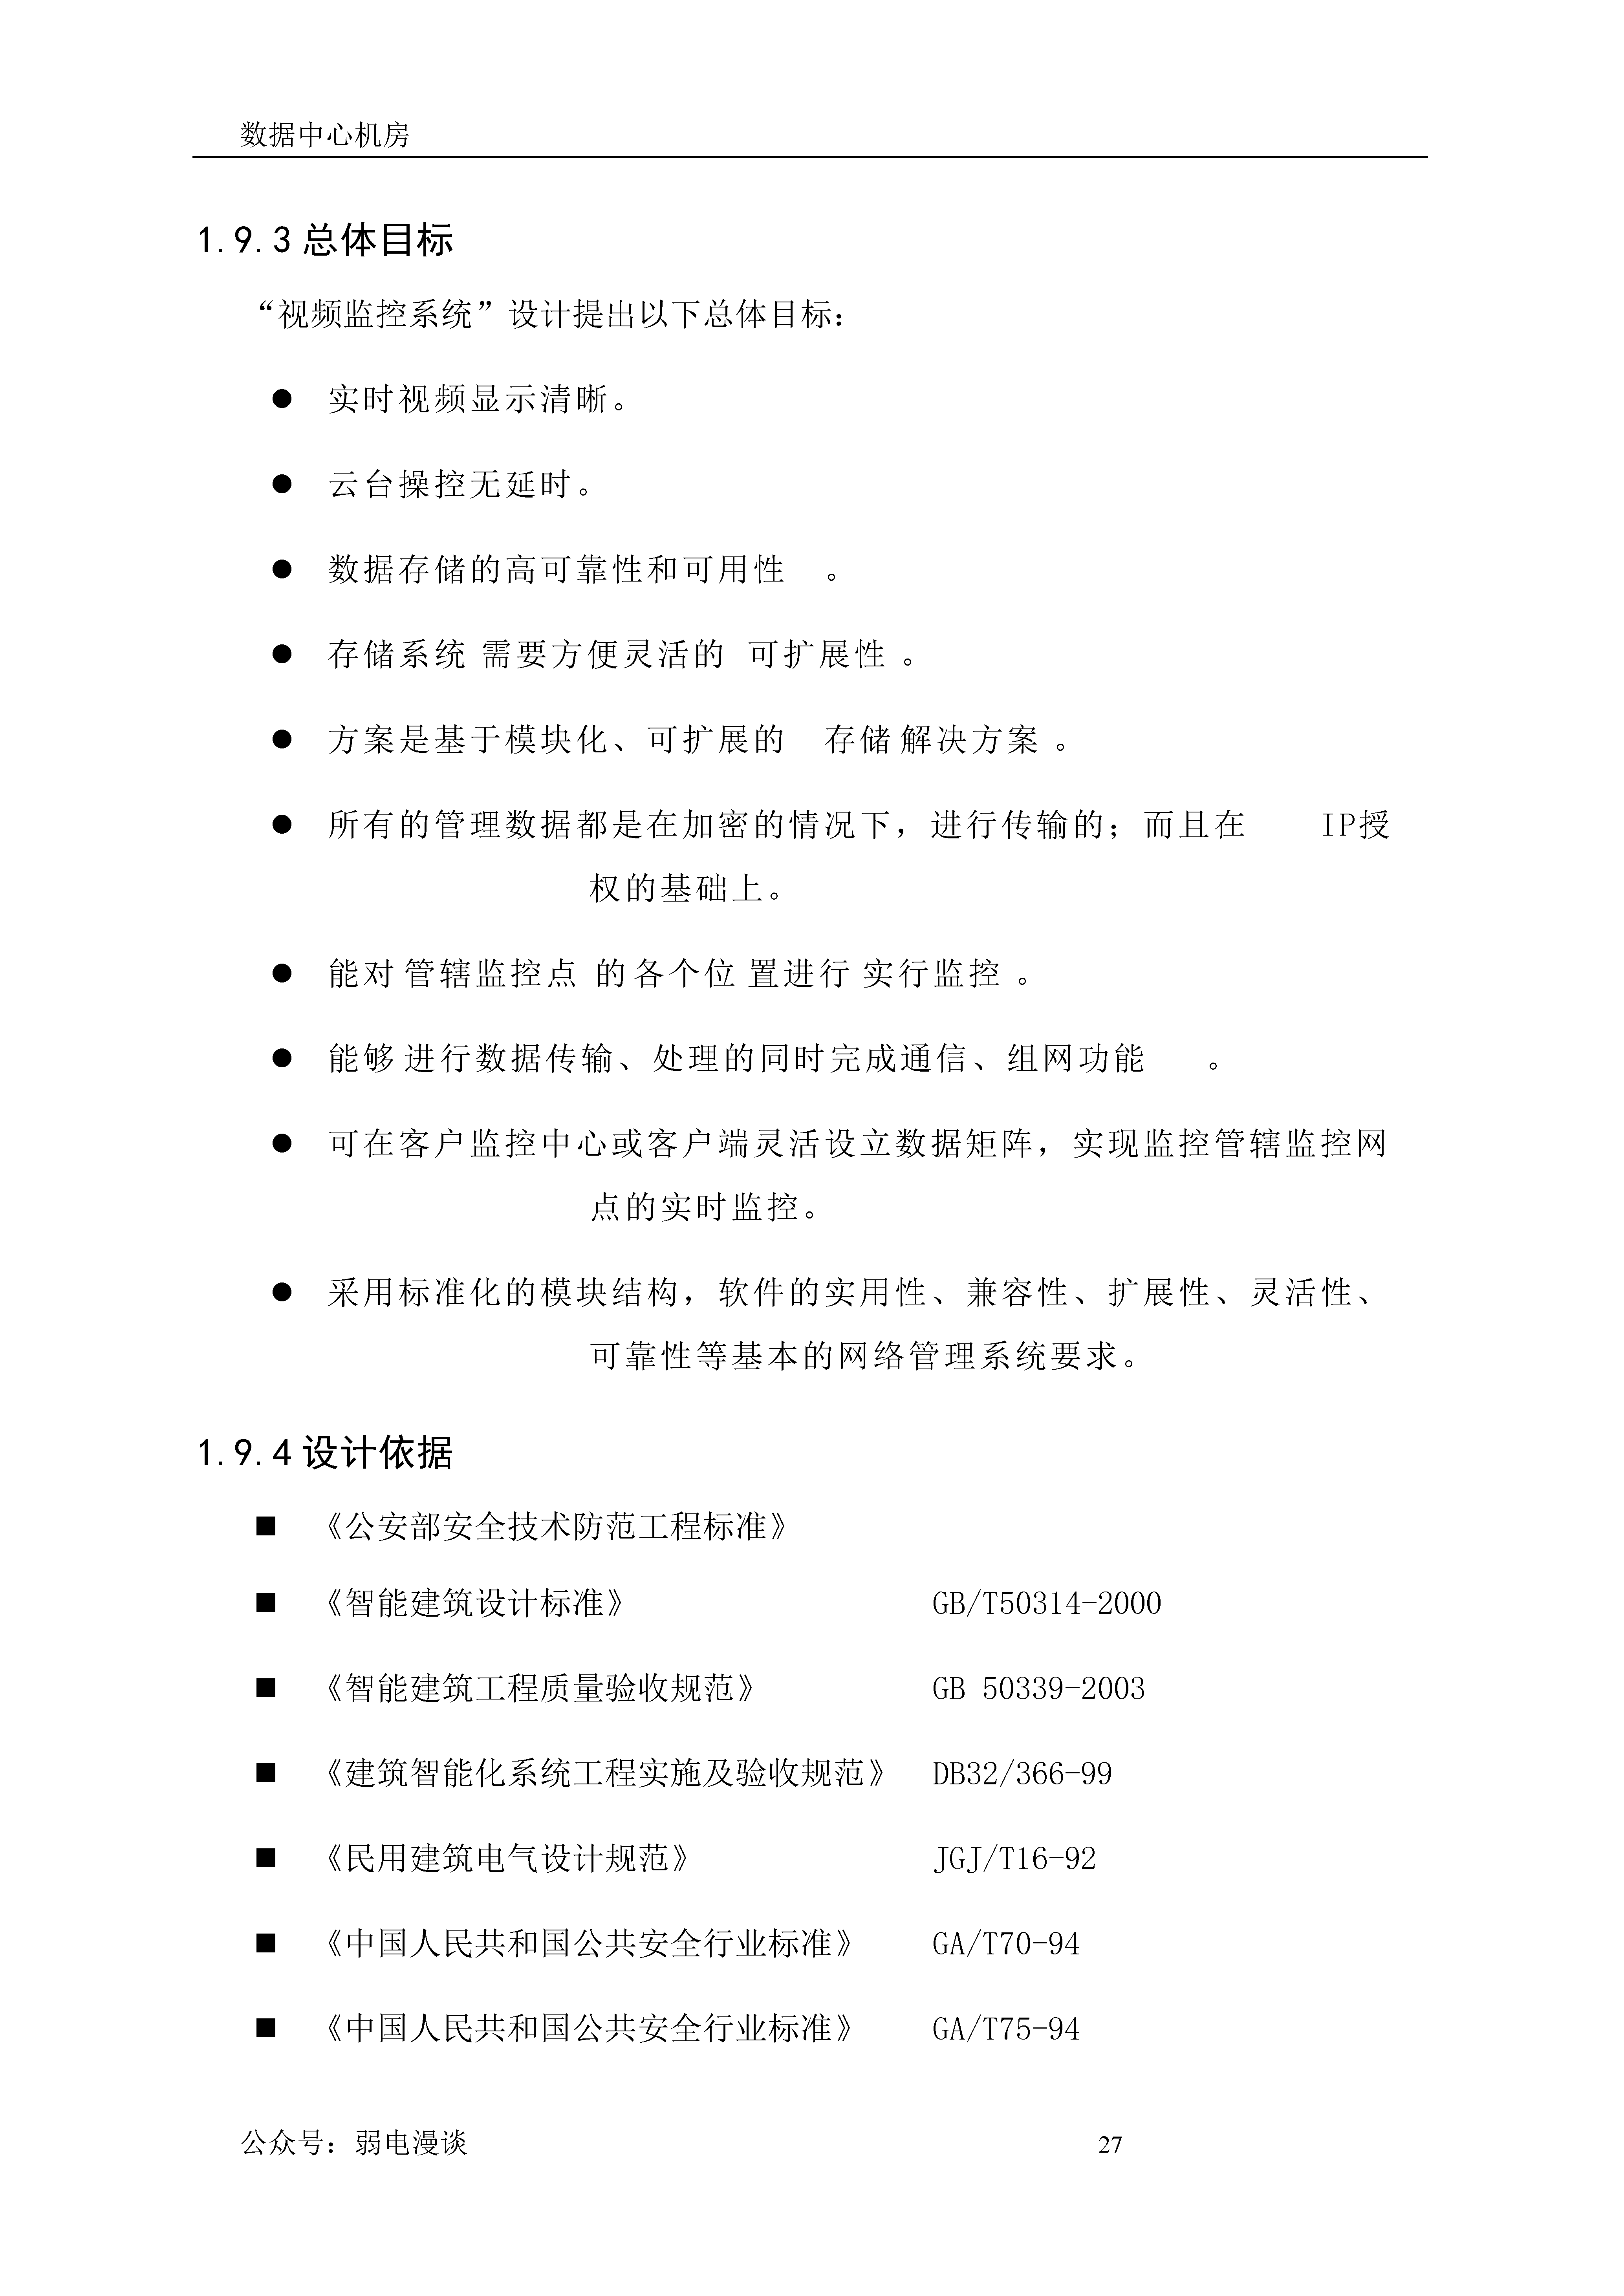 数据中心机房
1.9.3 总体目标
“视频监控系统”设计提出以下总体目标：
● 实时视频显示清晰。
● 云台操控无延时。
● 数据存储的高可靠性和可用性 。
● 存储系统 需要方便灵活的 可扩展性 。
● 方案是基于模块化、可扩展的 存储 解决方案 。
● 所有的管理数据都是在加密的情况下，进行传输的；而且在 IP授
权的基础上。
● 能对 管辖监控点 的各个位 置进行 实行监控 。
● 能够 进行数据传输、处理的同时完成通信、组网功能 。
● 可在客户监控中心或客户端灵活设立数据矩阵，实现监控管辖监控网
点的实时监控。
● 采用标准化的模块结构，软件的实用性、兼容性、扩展性、灵活性、
可靠性等基本的网络管理系统要求。
1.9.4 设计依据
■ 《公安部安全技术防范工程标准》
■ 《智能建筑设计标准》 GB/T50314-2000
■ 《智能建筑工程质量验收规范》 GB 50339-2003
■ 《建筑智能化系统工程实施及验收规范》 DB32/366-99
■ 《民用建筑电气设计规范》 JGJ/T16-92
■ 《中国人民共和国公共安全行业标准》 GA/T70-94
■ 《中国人民共和国公共安全行业标准》 GA/T75-94
公众号：弱电漫谈 27